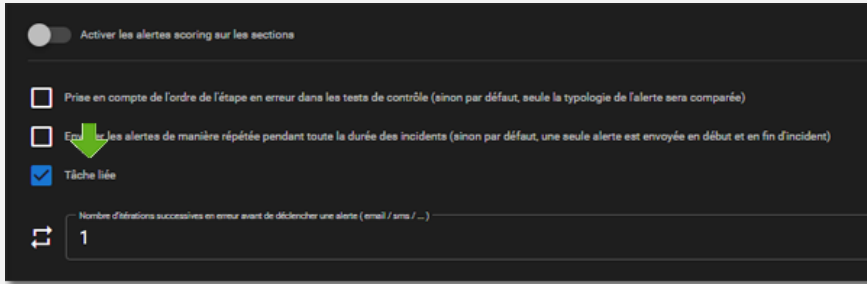 Activer les alertes scoring sur les sections
Prise en compte de l'ordre de l'étape en erreur dans les tests de contrôle (sinon par défaut, seule la typologie de l'alerte sera comparée)
les alertes de manière répétée pendant toute la durée des incidents (sinon par défaut, une seule alerte est envoyée en début et en fin d'incident)
Tâche liée
Nombre d'itérations successives en erreur avant de déclencher une alerte ( email / sms / ... )
1